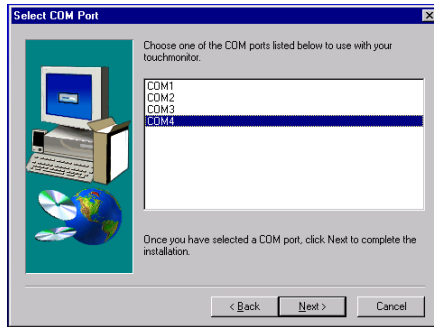 Select COM Port
Choose one of the COM ports listed below to use with your
touchmonitor.
COM1
COM2
COM3
COM4
Once you have selected a COM port, click Next to complete the
installation.
< Back
Next >
Cancel